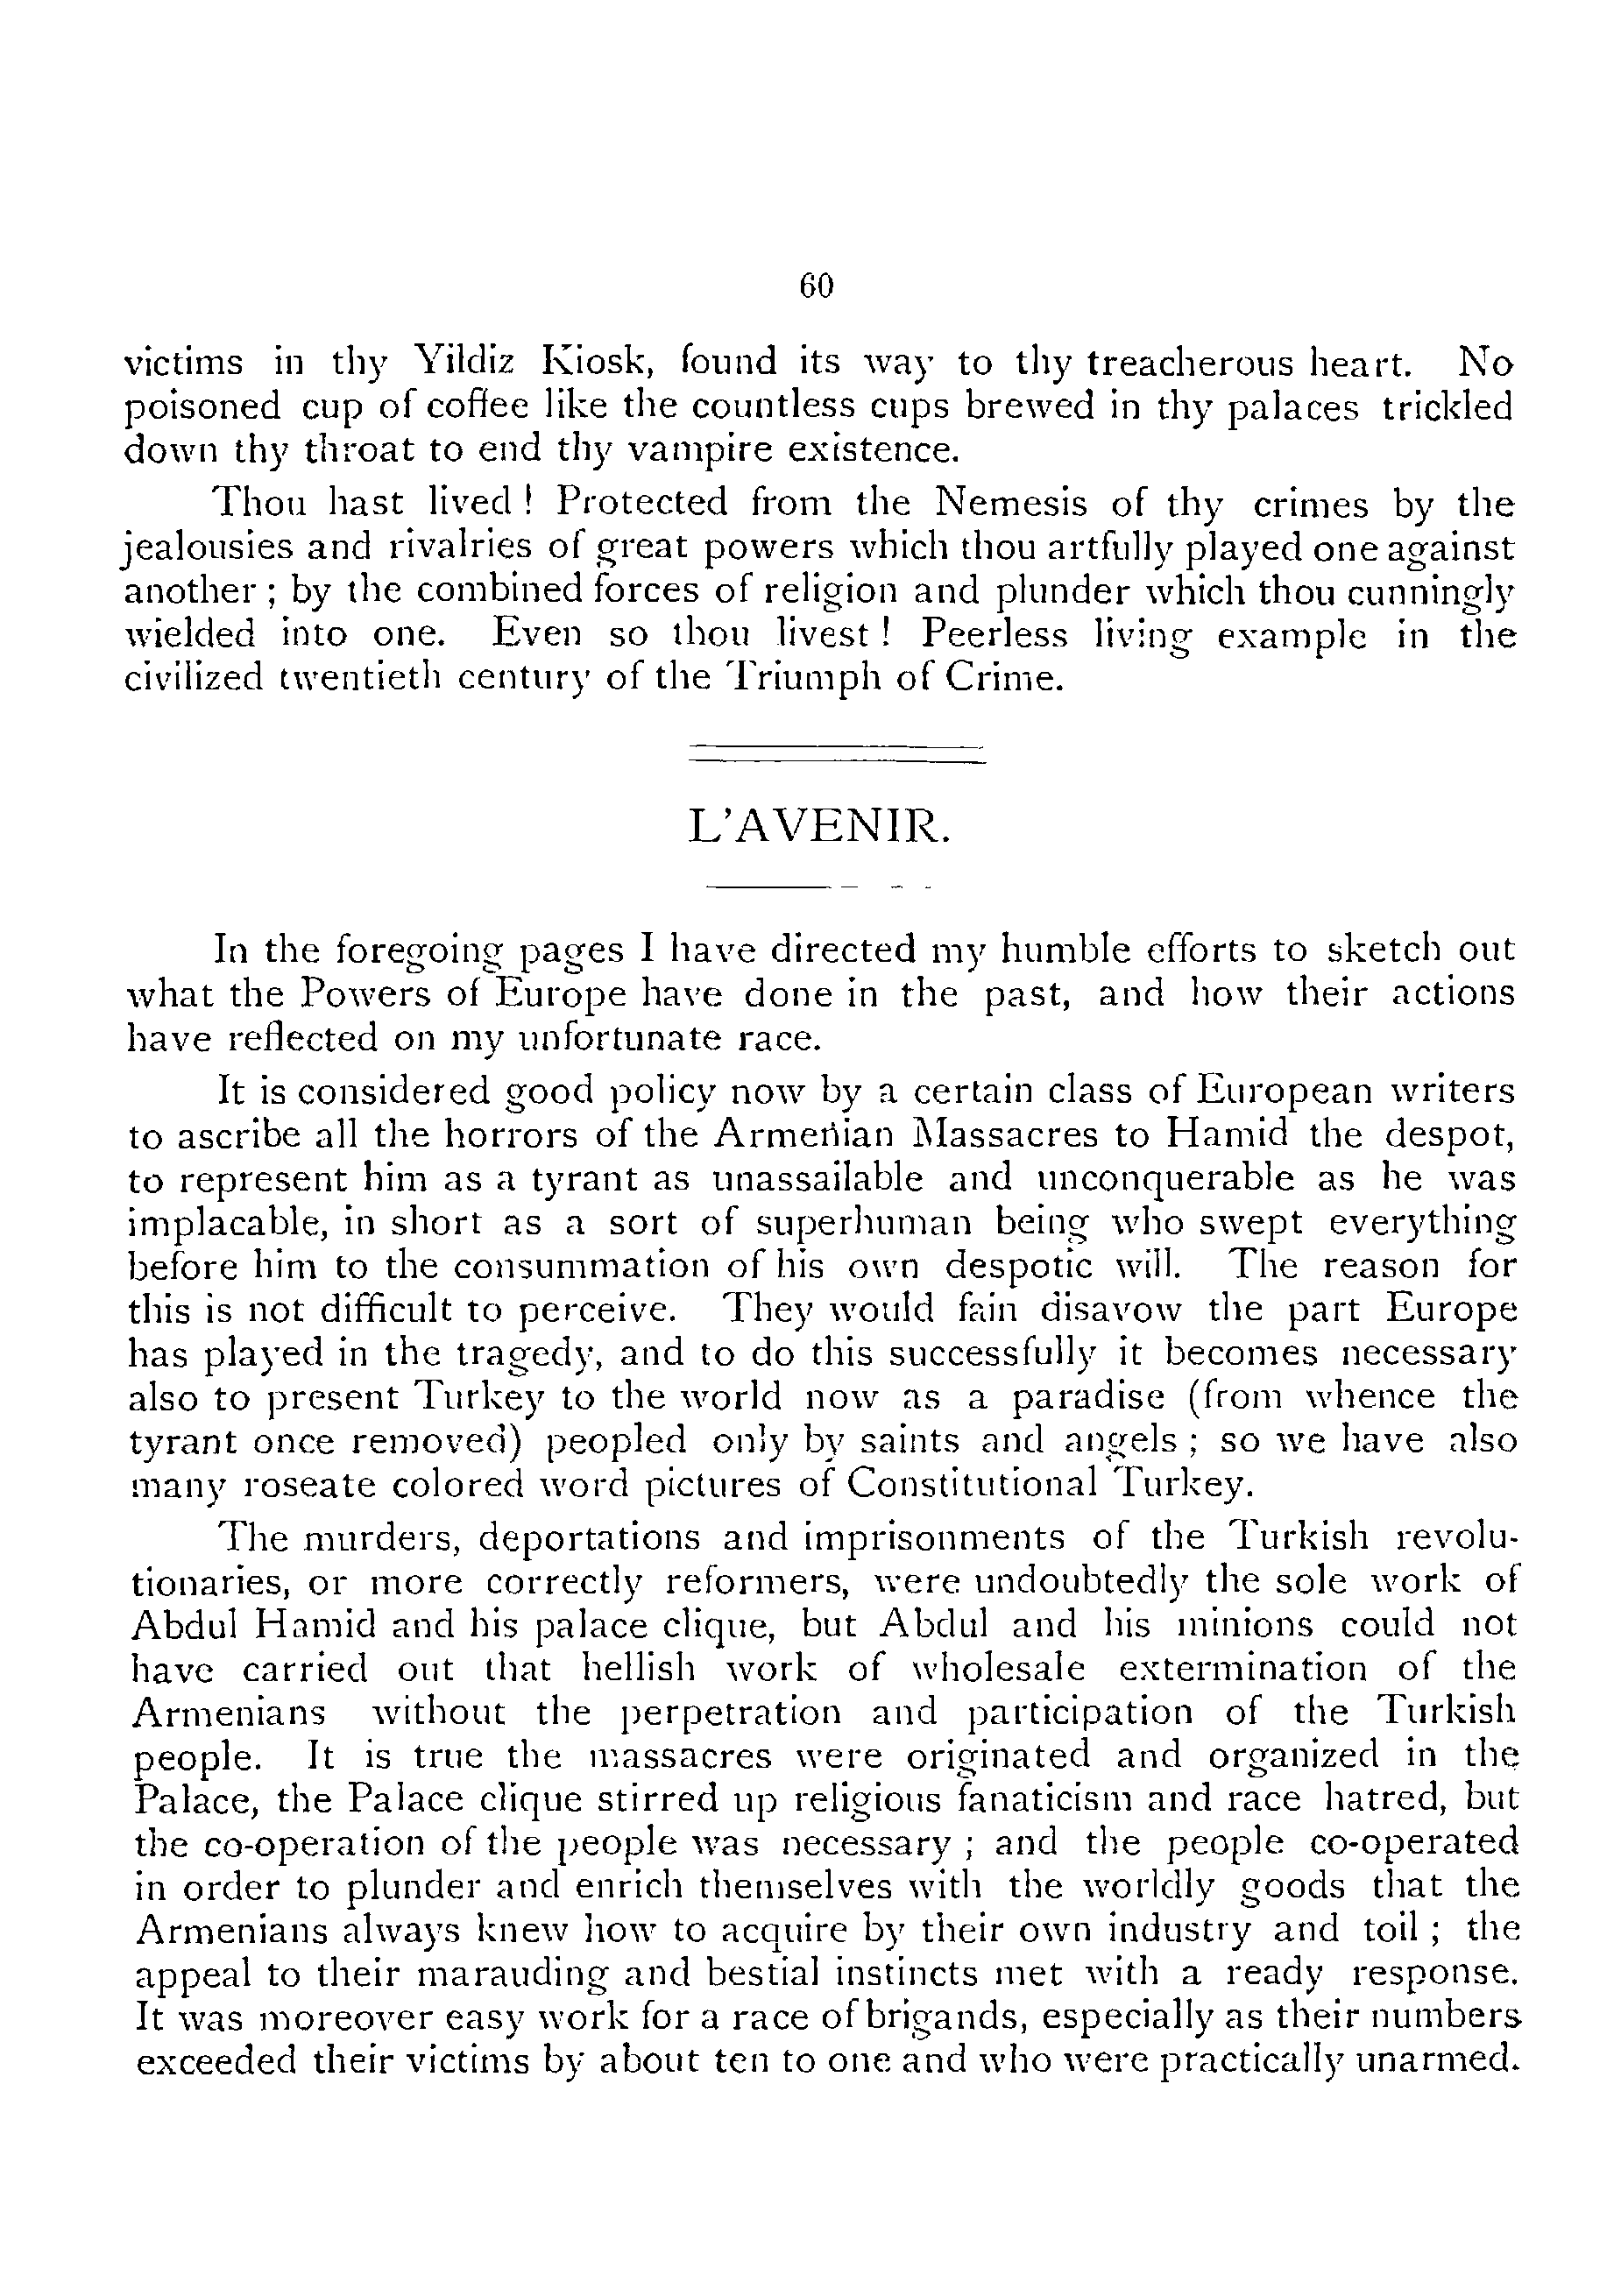 60
victims in thy Yildiz Kiosk, found its way to thy treacherous heart. No
poisoned cup of coffee like the countless cups brewed in thy palaces trickled
down thy throat to end thy vampire existence.
Thou hast lived ! Protected from the Nemesis of thy crimes by the
jealousies and rivalries of great powers which thou artfully played one against
another ; by the combined forces of religion and plunder which thou cunningly
wielded into one. Even so thou livest ! Peerless living example in the
civilized twentieth century of the Triumph of Crime.
L'AVENIR.
In the foregoing pages I have directed my humble efforts to sketch out
what the Powers of Europe have done in the past, and how their actions
have reflected on my unfortunate race.
It is considered good policy now by a certain class of European writers
to ascribe all the horrors of the Armenian Massacres to Hamid the despot,
to represent him as a tyrant as unassailable and unconquerable as he was
implacable, in short as a sort of superhuman being who swept everything
before him to the consummation of his own despotic will. The reason for
this is not difficult to perceive. They would fain disavow the part Europe
has played in the tragedy, and to do this successfully it becomes necessary
also to present Turkey to the world now as a paradise (from whence the
tyrant once removed) peopled only by saints and angels ; so we have also
many roseate colored word pictures of Constitutional Turkey.
The murders, deportations and imprisonments of the Turkish revolu-
tionaries, or more correctly reformers, were undoubtedly the sole work of
Abdul Hamid and his palace clique, but Abdul and his minions could not
have carried out that hellish work of wholesale extermination of the
Armenians without the perpetration and participation of the Turkish
people. It is true the massacres were originated and organized in the
Palace, the Palace clique stirred up religious fanaticism and race hatred, but
the co-operation of the people was necessary ; and the people co-operated
in order to plunder and enrich themselves with the worldly goods that the
Armenians always knew how to acquire by their own industry and toil ; the
appeal to their marauding and bestial instincts met with a ready response.
It was moreover easy work for a race of brigands, especially as their numbers
exceeded their victims by about ten to one and who were practically unarmed.